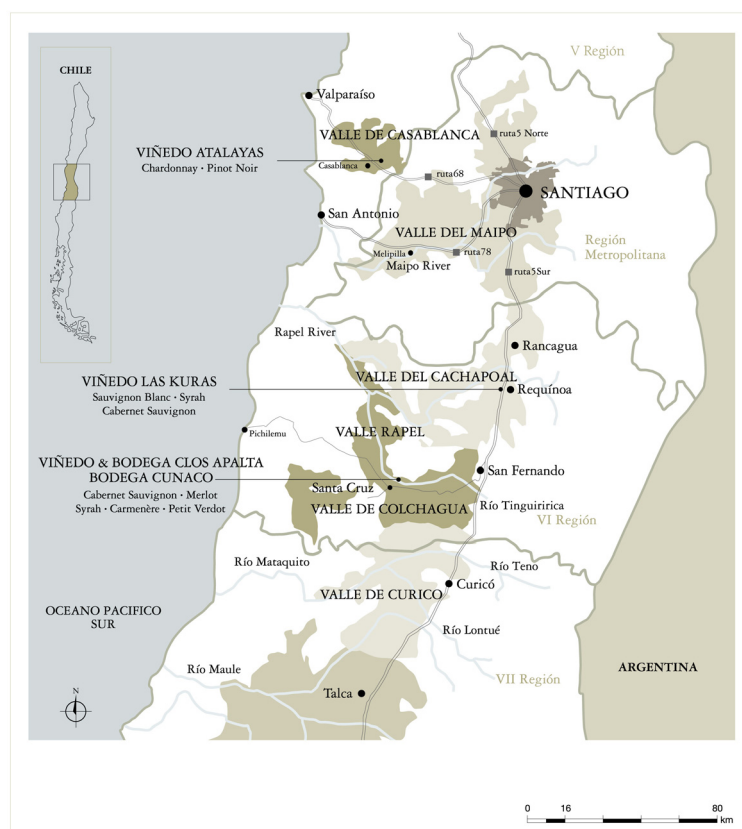 CHILE
V Región
Valparaíso
ruta5 Norte
VALLE DE CASABLANCA
VIÑEDO ATALAYAS
Chardonnay · Pinot Noir
Casablanca
ruta68
SANTIAGO
San Antonio
VALLE DEL MAIPO
Región
Metropolitana
Melipilla
ruta78
Maipo River
ruta5Sur
Rapel River
Rancagua
VALLE DEL CACHAPOAL
VIÑEDO LAS KURAS
Sauvignon Blanc · Syrah
Cabernet Sauvignon
Requínoa
Pichilemu
VALLE RAPEL
VIÑEDO & BODEGA CLOS APALTA
BODEGA CUNACO
Cabernet Sauvignon · Merlot
Syrah · Carmenère · Petit Verdot
San Fernando
Santa Cruz
VALLE DE COLCHAGUA
Río Tinguiririca
VI Región
Río Mataquito
Río Teno
Curicó
VALLE DE CURICO
OCEANO PACIFICO
SUR
Río Lontué
Río Maule
VII Región
ARGENTINA
Talca
N
0 16 80
km